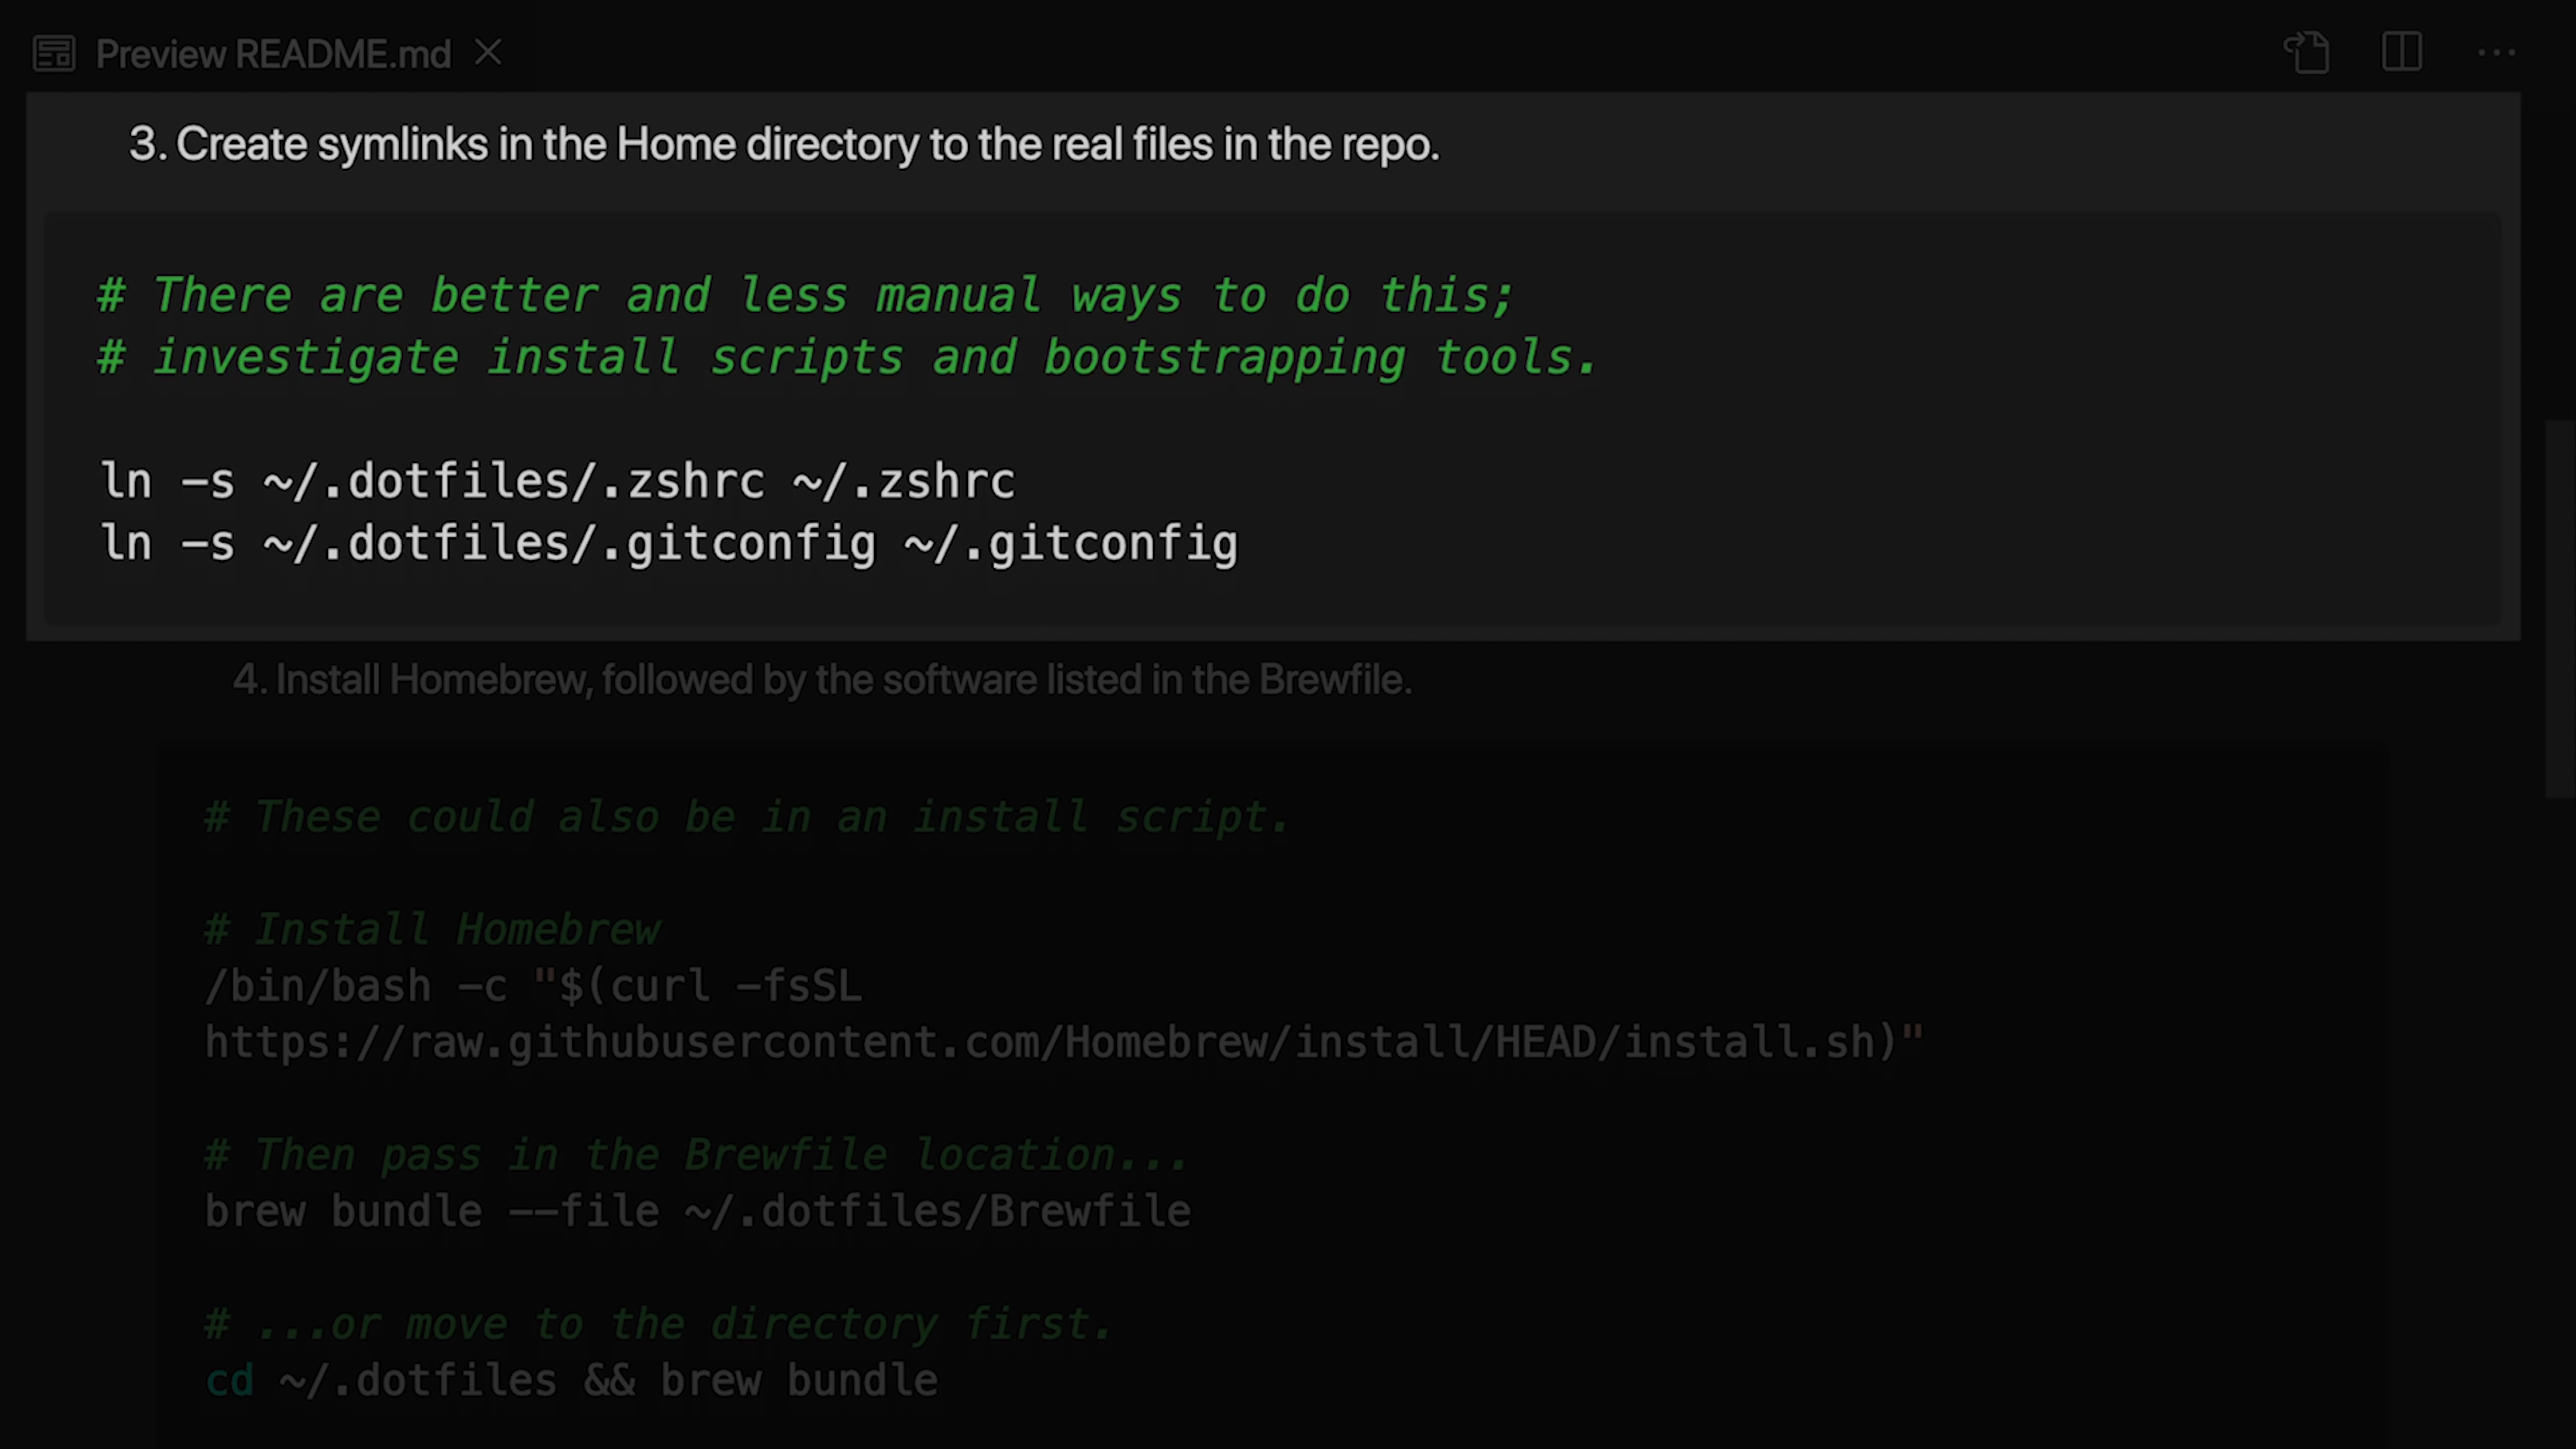 Preview README.md
3. Create symlinks in the Home directory to the real files in the repo.
# There are better and less manual ways to do this;
# investigate install scripts and bootstrapping tools.
ln -s ~/.dotfiles/.zshrc ~/.zshrc
ln -s ~/.dotfiles/.gitconfig ~/.gitconfig
4. Install Homebrew, followed by the software listed in the Brewfile.
# These could also be in an install script.
# Install Homebrew
/bin/bash -c "$(curl -fsSL
https://raw.githubusercontent.com/Homebrew/install/HEAD/install.sh)"
# Then pass in the Brewfile location...
brew bundle --file ~/.dotfiles/Brewfile
# ...or move to the directory first.
cd ~/.dotfiles && brew bundle